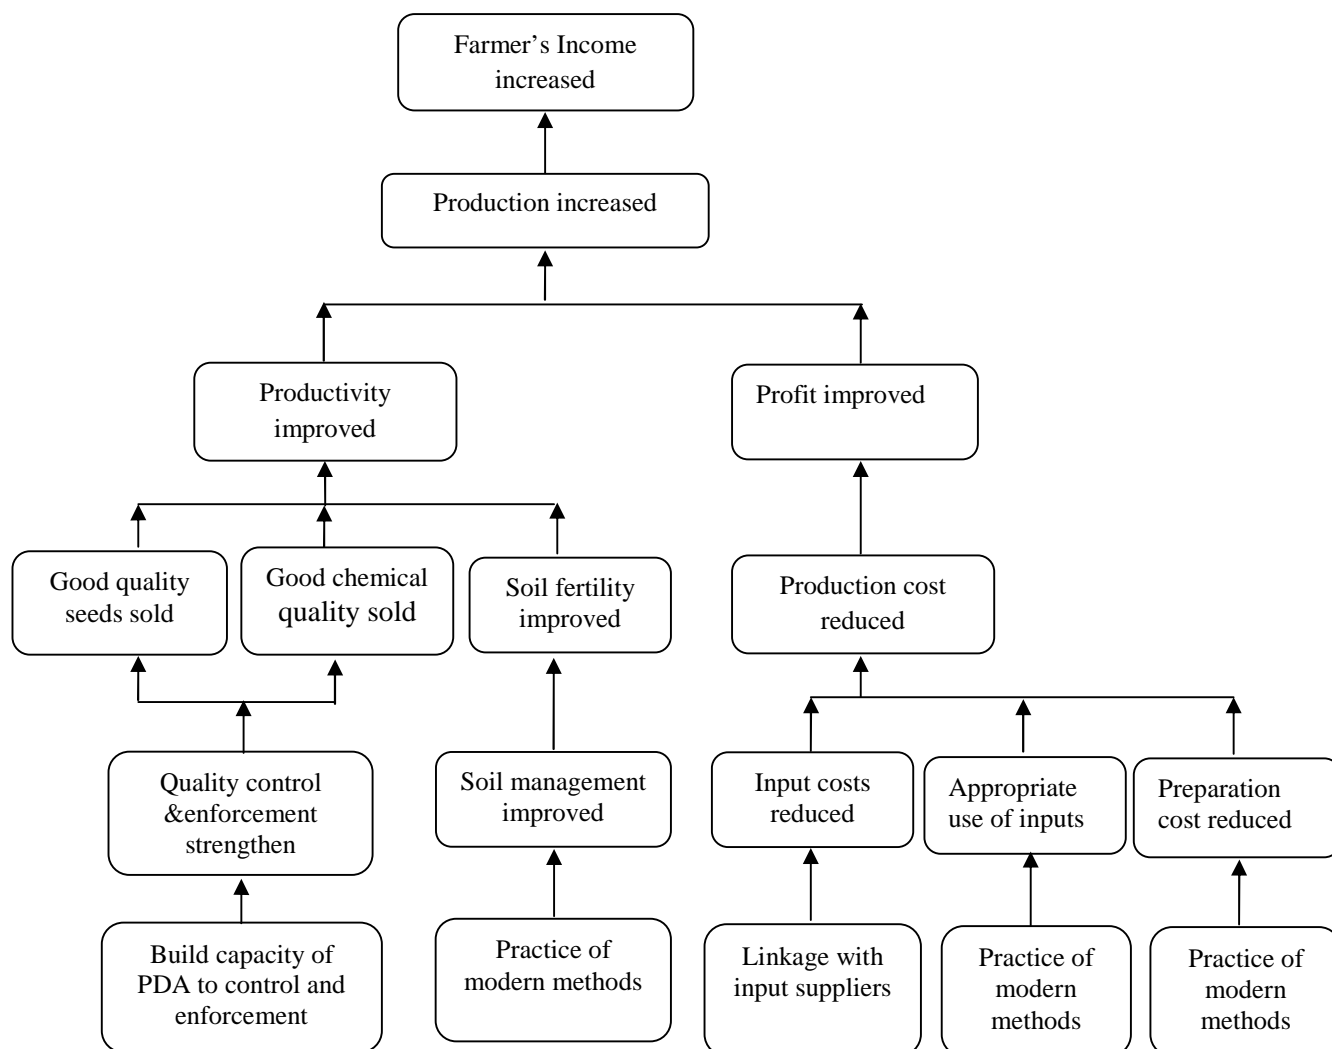 Farmer’s Income
increased
Production increased
Productivity
improved
Profit improved
Good quality
seeds sold
Good chemical
quality sold
Soil fertility
improved
Production cost
reduced
Quality control
&enforcement
strengthen
Soil management
improved
Input costs
reduced
Appropriate
use of inputs
Preparation
cost reduced
Build capacity of
PDA to control and
enforcement
Practice of
modern methods
Linkage with
input suppliers
Practice of
modern
methods
Practice of
modern
methods